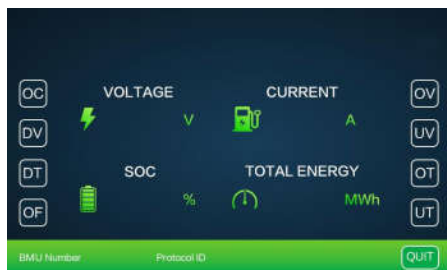 OC VOLTAGE CURRENT OV
V A
DV UV
DT SOC TOTAL ENERGY OT
% MWh
OF UT
BMU Number Protocol ID QUIT